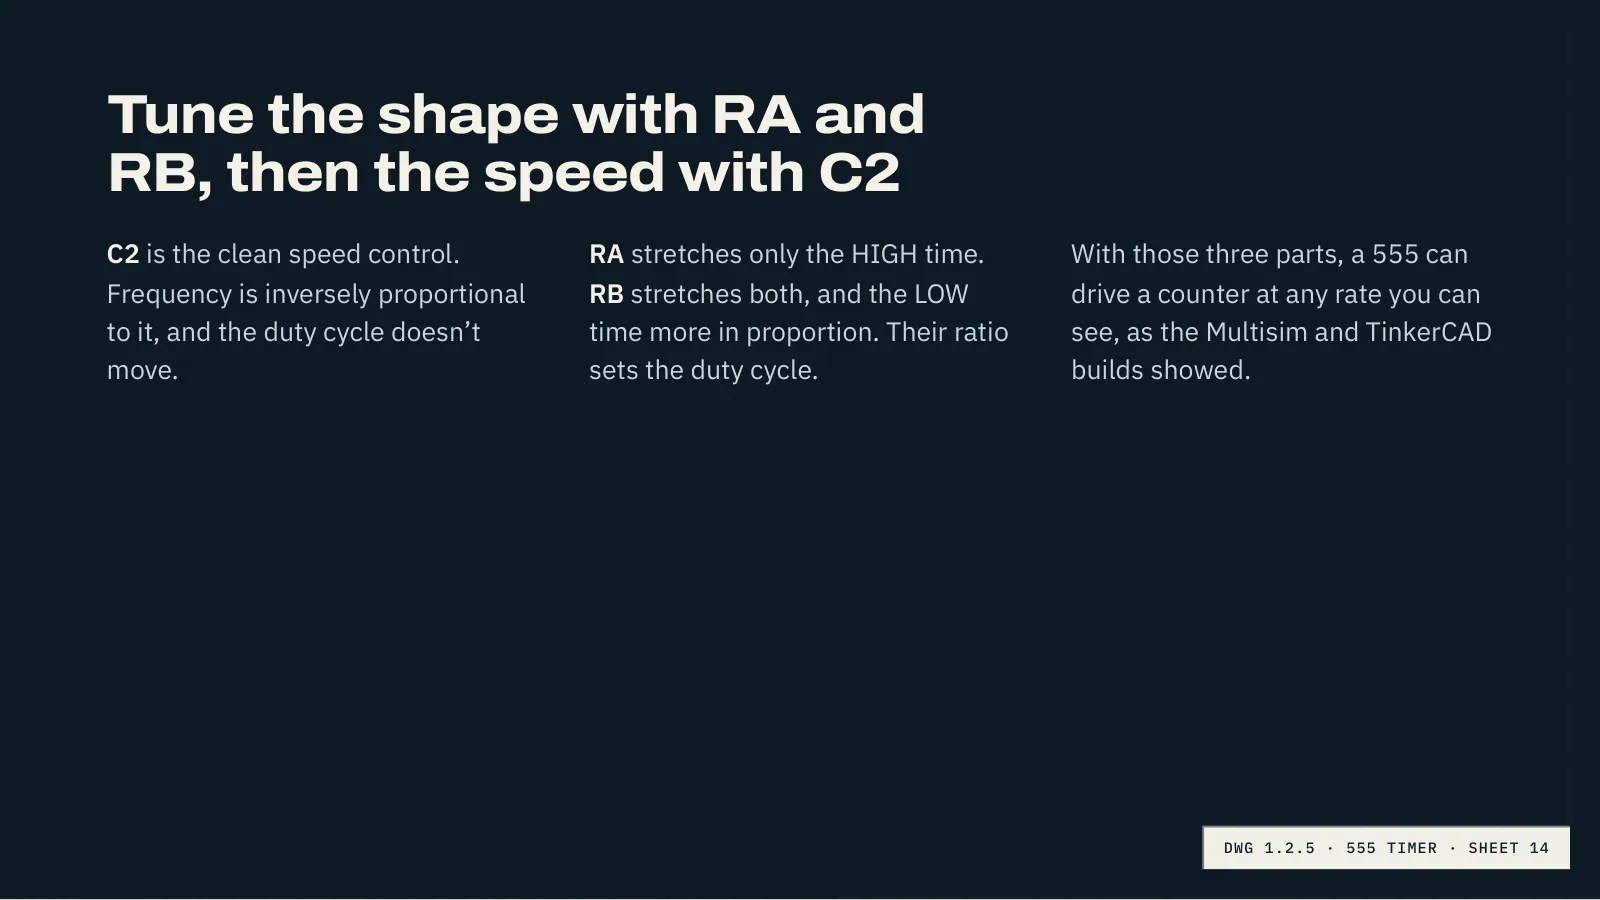 Tune the shape with RA and
RB, then the speed with C2
C2 is the clean speed control.
Frequency is inversely proportional
to it, and the duty cycle doesn’t
move.
RA stretches only the HIGH time.
RB stretches both, and the LOW
time more in proportion. Their ratio
sets the duty cycle.
With those three parts, a 555 can
drive a counter at any rate you can
see, as the Multisim and TinkerCAD
builds showed.
DWG 1.2.5 · 555 TIMER · SHEET 14